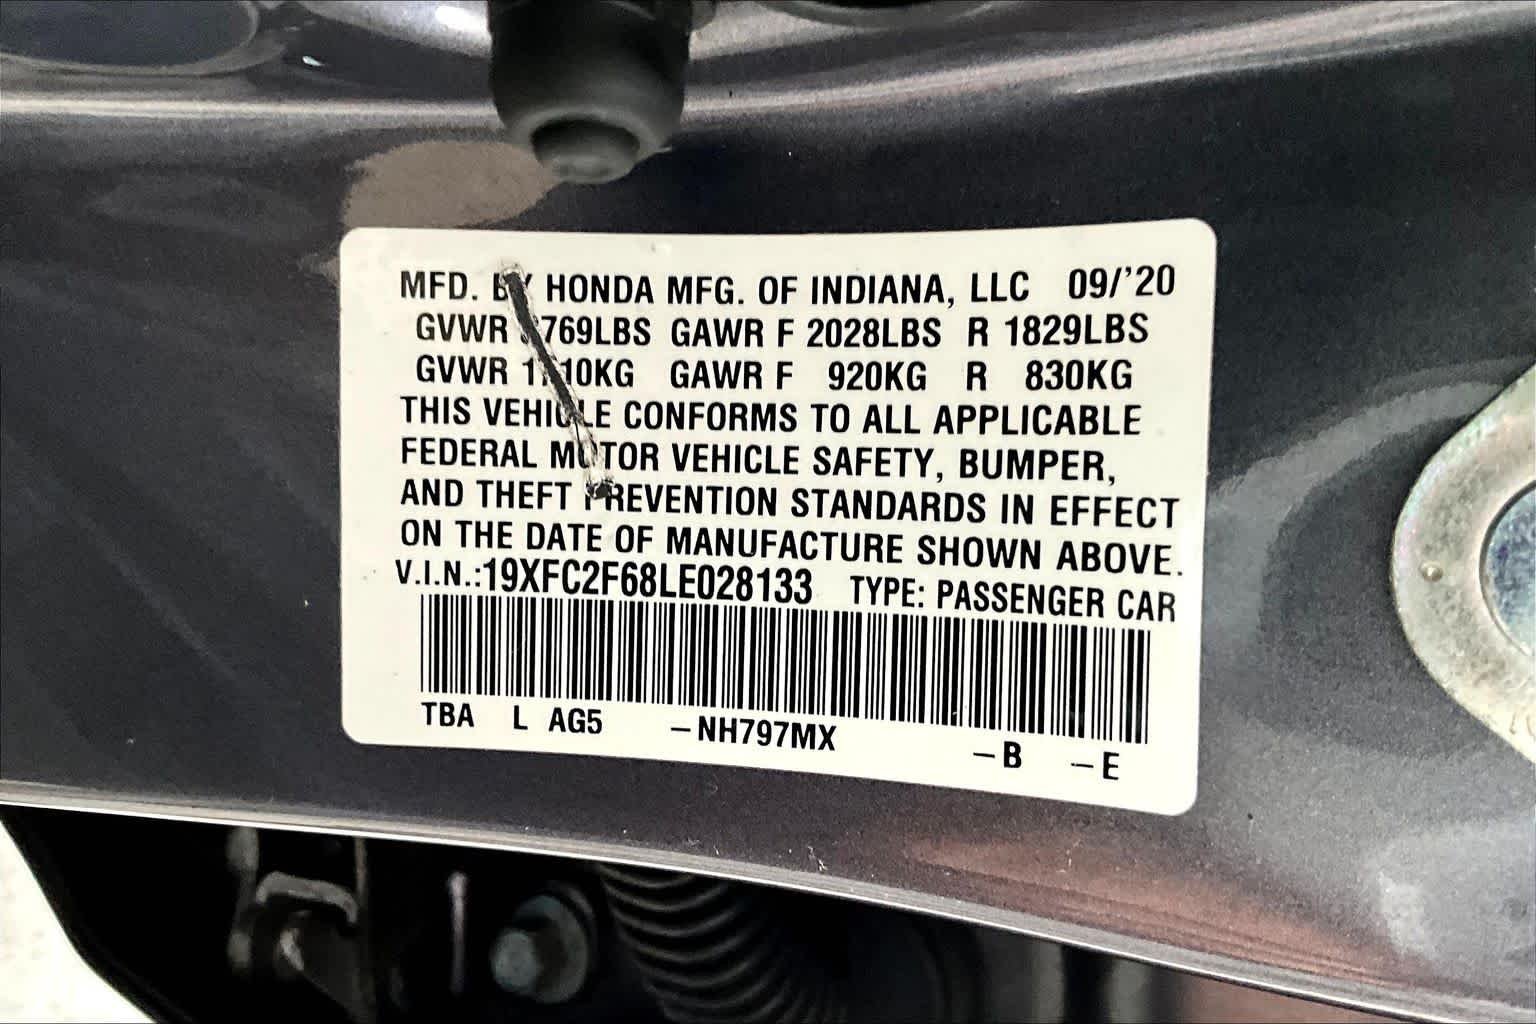 MFD. BY HONDA MFG. OF INDIANA, LLC 09/'20
GVWR 769LBS GAWR F 2028LBS R 1829LBS
GVWR GAWR F 920KG R 830KG
THIS VEHICLE CONFORMS TO ALL APPLICABLE
FEDERAL MOTOR VEHICLE SAFETY, BUMPER,
AND THEFT PREVENTION STANDARDS IN EFFECT
ON THE DATE OF MANUFACTURE SHOWN ABOVE.
V.I.N.:19XFC2F68LE028133 TYPE: PASSENGER CAR
TBA L AG5 -NH797MX -B -E